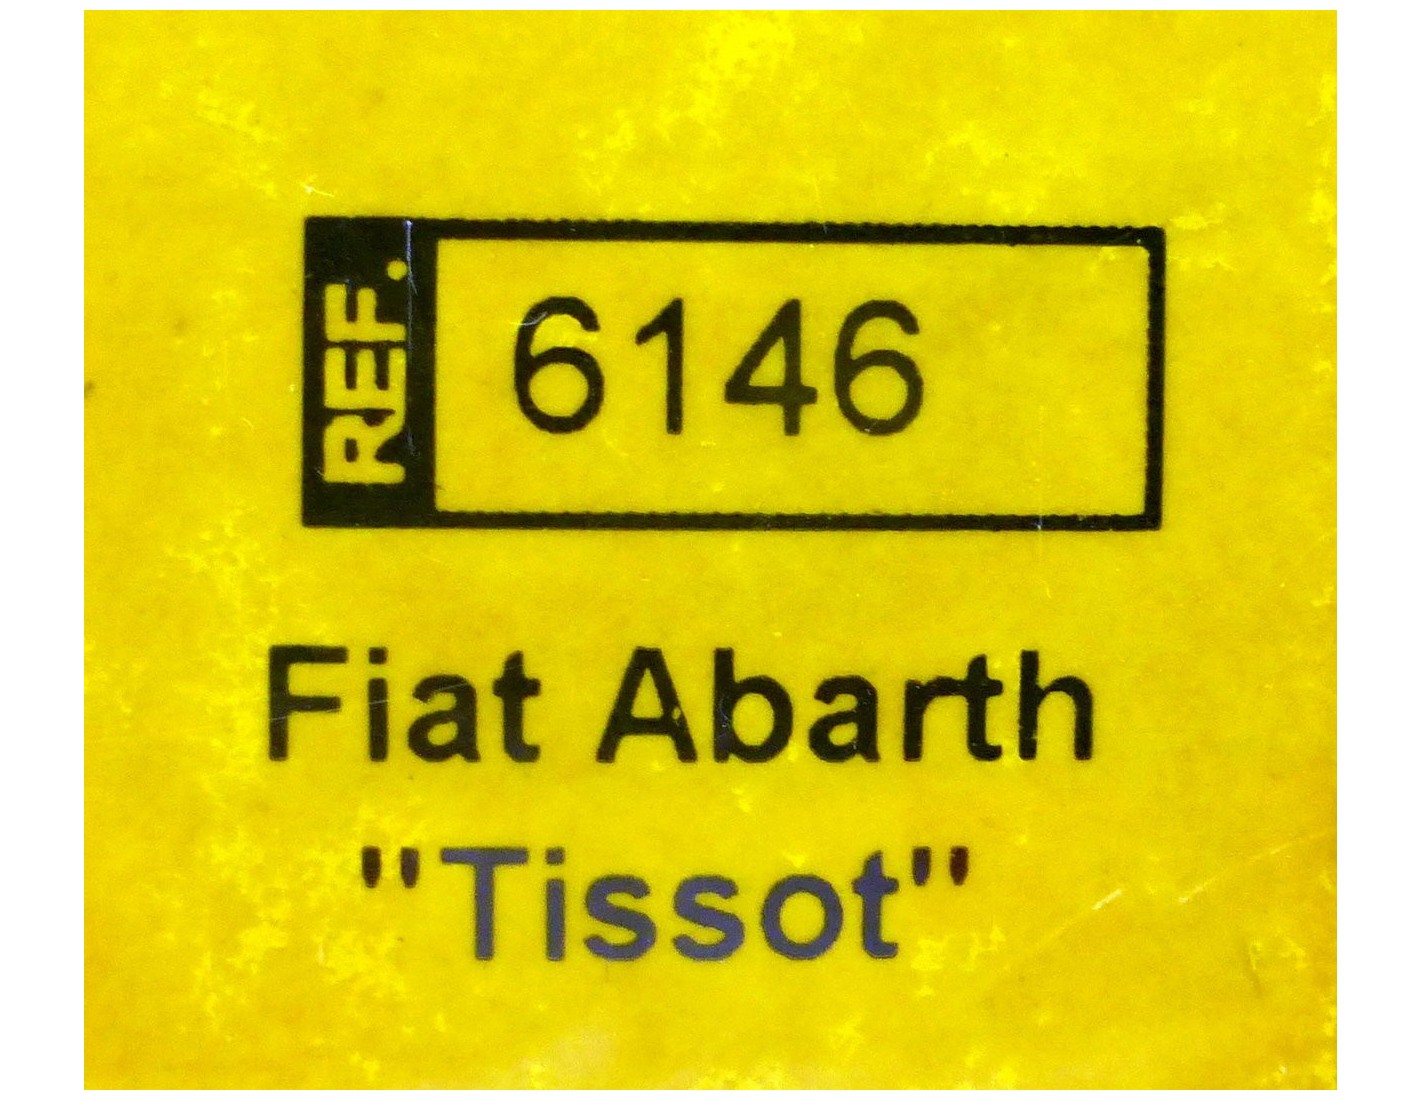 REF. 6146
Fiat Abarth
"Tissot"